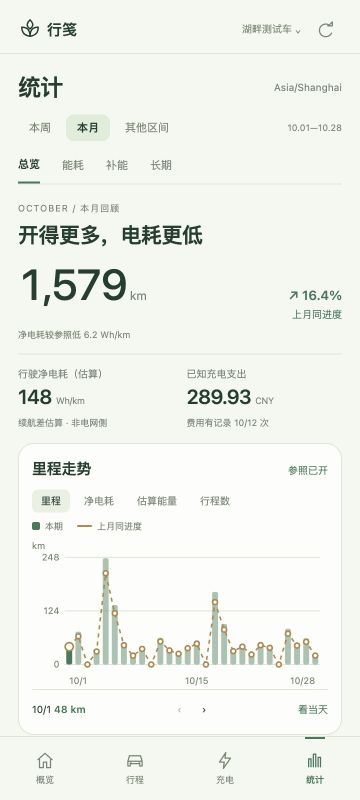 行笺
湖畔测试车
统计
Asia/Shanghai
本周 本月 其他区间 10.01—10.28
总览 能耗 补能 长期
OCTOBER / 本月回顾
开得更多，电耗更低
1,579 km
↗ 16.4%
上月同进度
净电耗较参照低 6.2 Wh/km
行驶净电耗（估算） 已知充电支出
148 Wh/km 289.93 CNY
续航差估算 · 非电网侧 费用有记录 10/12 次
里程走势 参照已开
里程 净电耗 估算能量 行程数
本期 上月同进度
km
248
124
0
10/1 10/15 10/28
10/1 48 km ‹ › 看当天
概览 行程 充电 统计